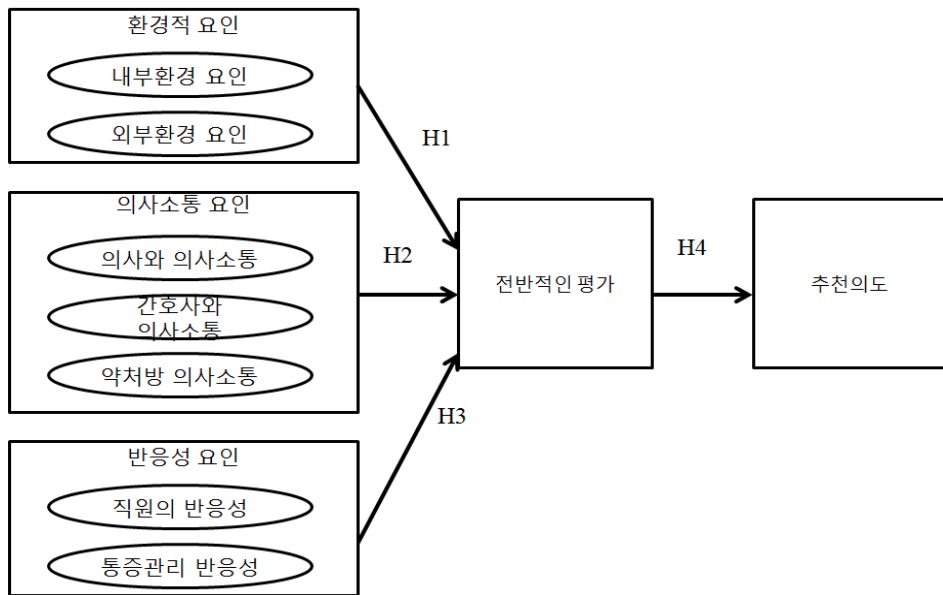 환경적 요인
내부환경 요인
외부환경 요인
H1
의사소통 요인
의사와 의사소통
간호사와
의사소통
약처방 의사소통
H2
전반적인 평가
H4
추천의도
H3
반응성 요인
직원의 반응성
통증관리 반응성